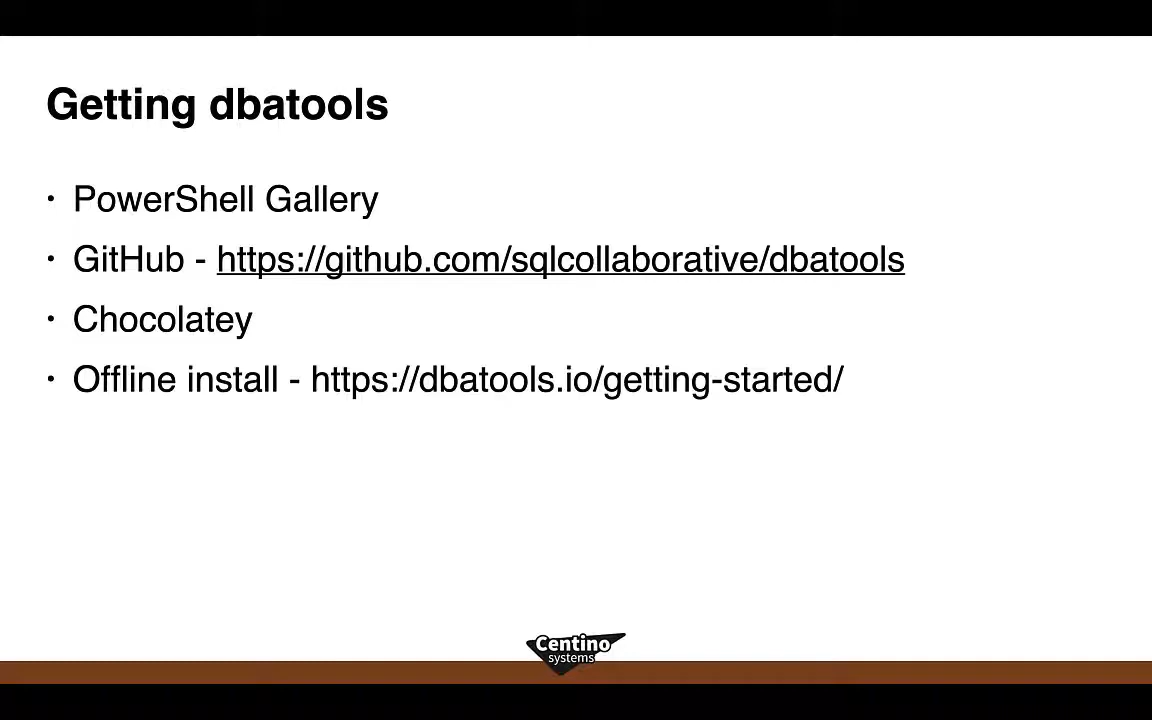 Getting dbatools
• PowerShell Gallery
• GitHub - https://github.com/sqlcollaborative/dbatools
• Chocolatey
• Offline install - https://dbatools.io/getting-started/
Centino
systems